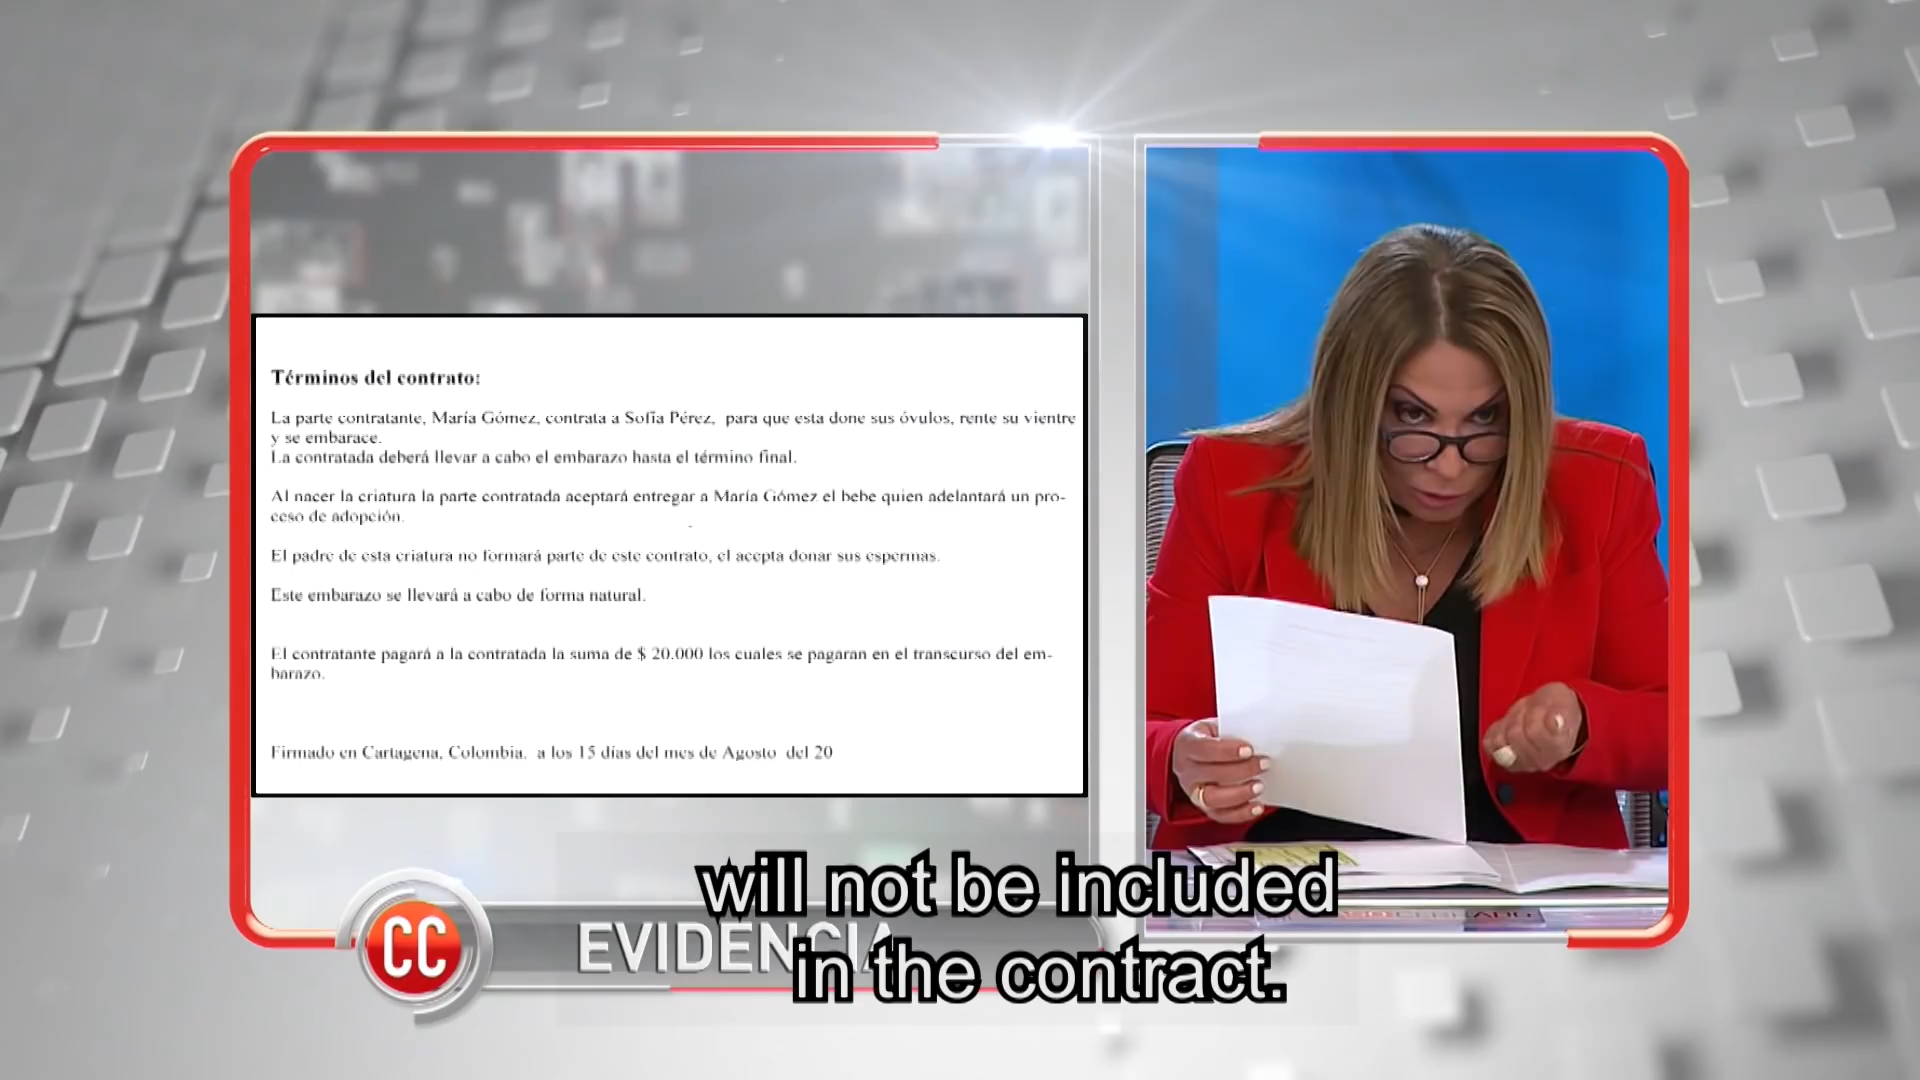 Términos del contrato:
La parte contratante, María Gómez, contrata a Sofía Pérez, para que esta done sus óvulos, rente su vientre
y se embarace.
La contratada deberá llevar a cabo el embarazo hasta el término final.
Al nacer la criatura la parte contratada aceptará entregar a María Gómez el bebe quien adelantará un pro-
ceso de adopción.
El padre de esta criatura no formará parte de este contrato, el acepta donar sus espermas.
Este embarazo se llevará a cabo de forma natural.
El contratante pagará a la contratada la suma de $ 20.000 los cuales se pagaran en el transcurso del em-
barazo.
Firmado en Cartagena, Colombia. a los 15 días del mes de Agosto del 20
CC
EVIDENCIA
will not be included
in the contract.